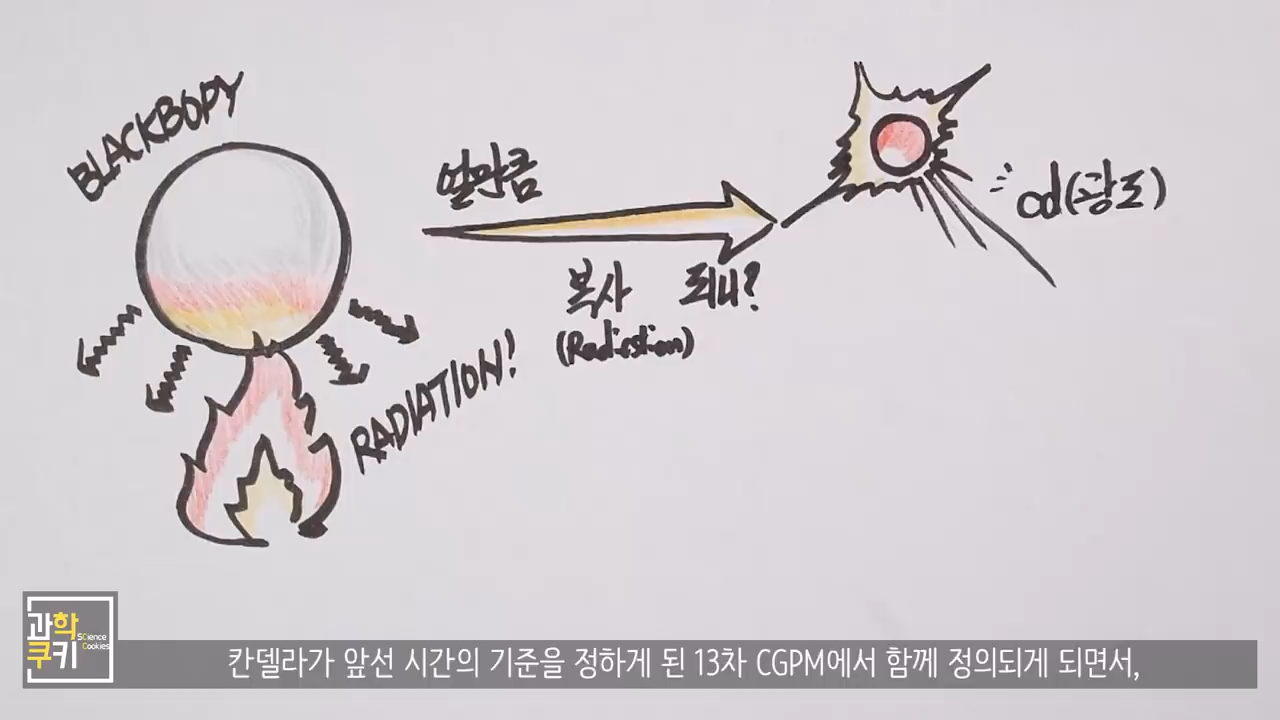 BLACKBODY
얼만큼
cd(광도)
복사 되니?
(Radiation)
RADIATION!
과학
쿠키
Science
Cookies
칸델라가 앞선 시간의 기준을 정하게 된 13차 CGPM에서 함께 정의되게 되면서,